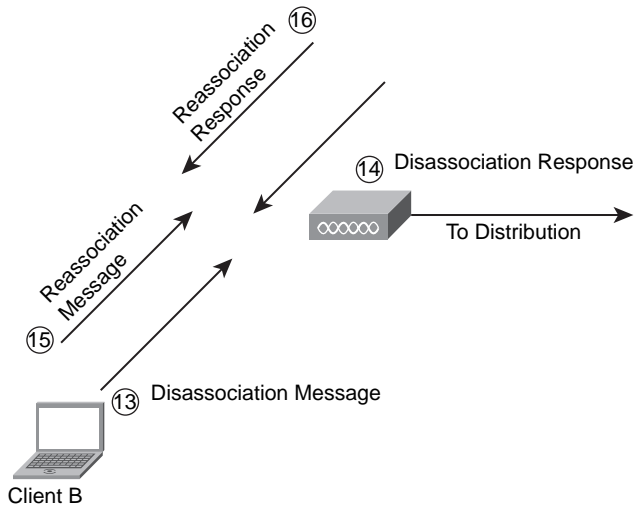 16
Reassociation
Response
14 Disassociation Response
To Distribution
Reassociation
Message
15
13 Disassociation Message
Client B